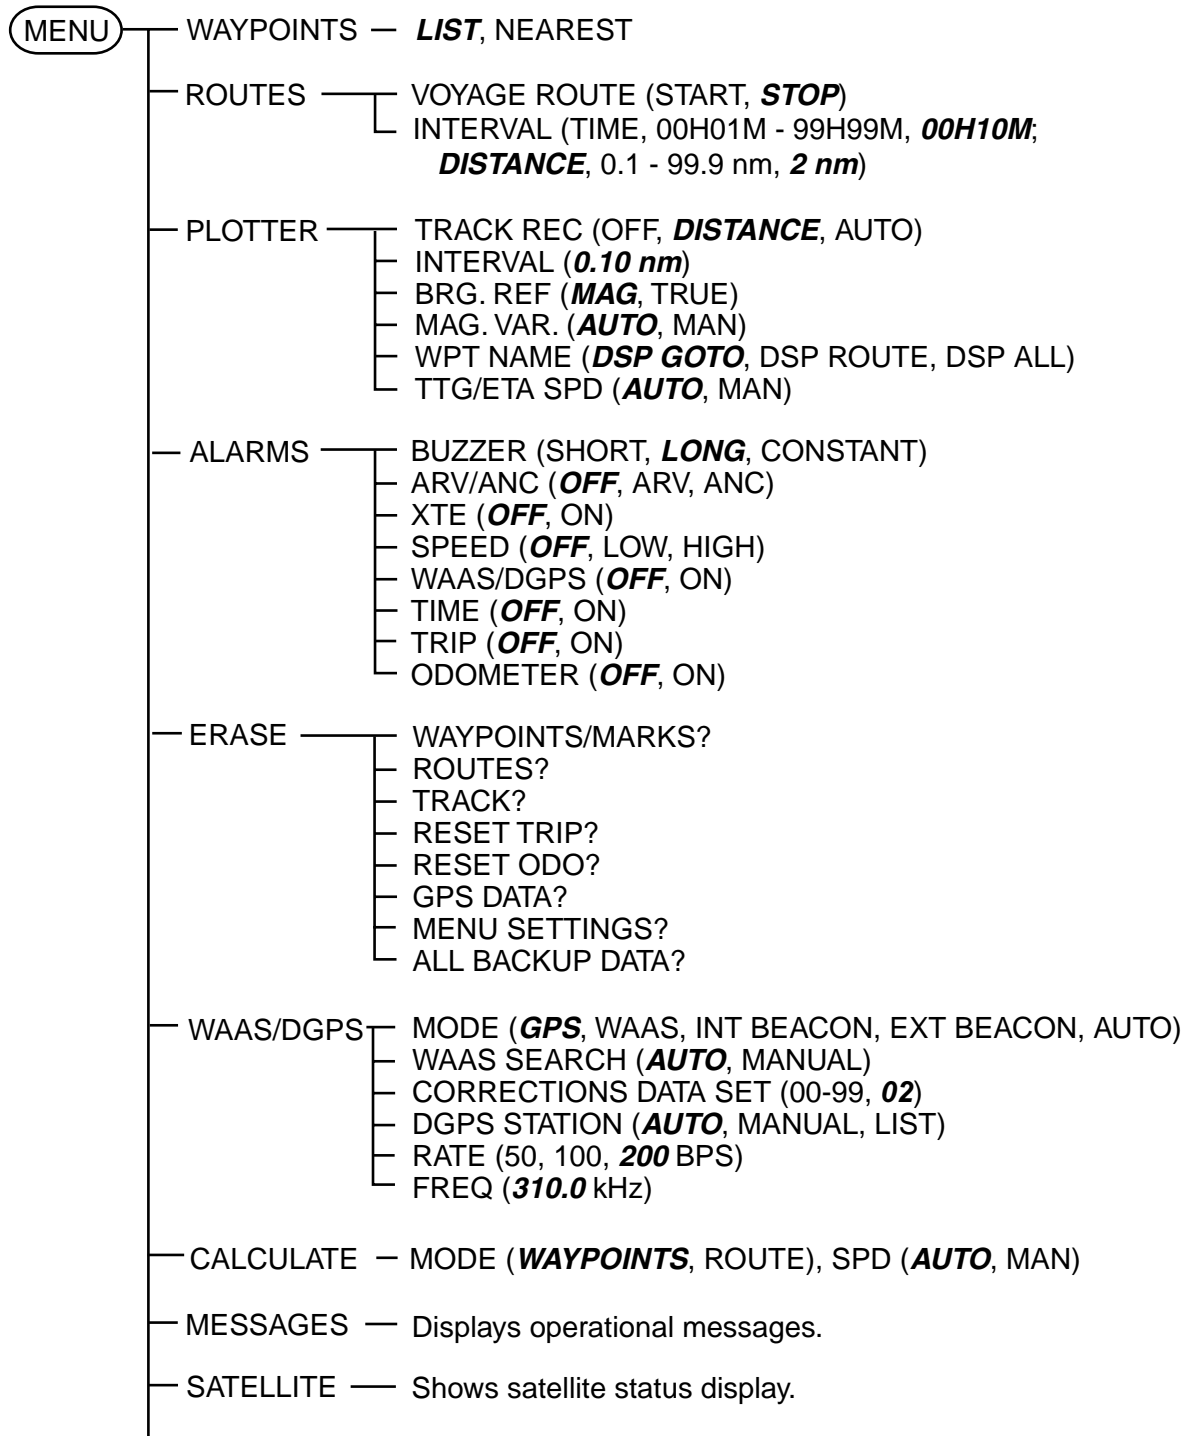 MENU WAYPOINTS LIST, NEAREST
ROUTES VOYAGE ROUTE (START, STOP)
INTERVAL (TIME, 00H01M - 99H99M, 00H10M;
DISTANCE, 0.1 - 99.9 nm, 2 nm)
PLOTTER TRACK REC (OFF, DISTANCE, AUTO)
INTERVAL (0.10 nm)
BRG. REF (MAG, TRUE)
MAG. VAR. (AUTO, MAN)
WPT NAME (DSP GOTO, DSP ROUTE, DSP ALL)
TTG/ETA SPD (AUTO, MAN)
ALARMS BUZZER (SHORT, LONG, CONSTANT)
ARV/ANC (OFF, ARV, ANC)
XTE (OFF, ON)
SPEED (OFF, LOW, HIGH)
WAAS/DGPS (OFF, ON)
TIME (OFF, ON)
TRIP (OFF, ON)
ODOMETER (OFF, ON)
ERASE WAYPOINTS/MARKS?
ROUTES?
TRACK?
RESET TRIP?
RESET ODO?
GPS DATA?
MENU SETTINGS?
ALL BACKUP DATA?
WAAS/DGPS MODE (GPS, WAAS, INT BEACON, EXT BEACON, AUTO)
WAAS SEARCH (AUTO, MANUAL)
CORRECTIONS DATA SET (00-99, 02)
DGPS STATION (AUTO, MANUAL, LIST)
RATE (50, 100, 200 BPS)
FREQ (310.0 kHz)
CALCULATE MODE (WAYPOINTS, ROUTE), SPD (AUTO, MAN)
MESSAGES Displays operational messages.
SATELLITE Shows satellite status display.